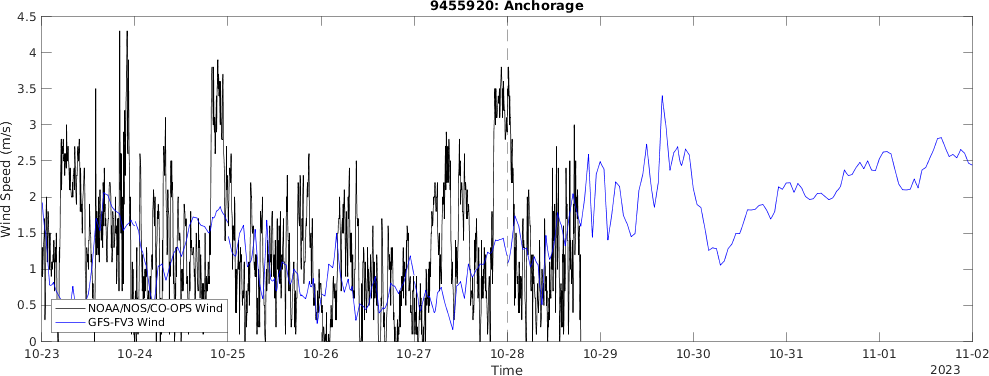 9455920: Anchorage
Wind Speed (m/s)
4.5
4
3.5
3
2.5
2
1.5
1
0.5
0
NOAA/NOS/CO-OPS Wind
GFS-FV3 Wind
10-23 10-24 10-25 10-26 10-27 10-28 10-29 10-30 10-31 11-01 11-02
Time 2023